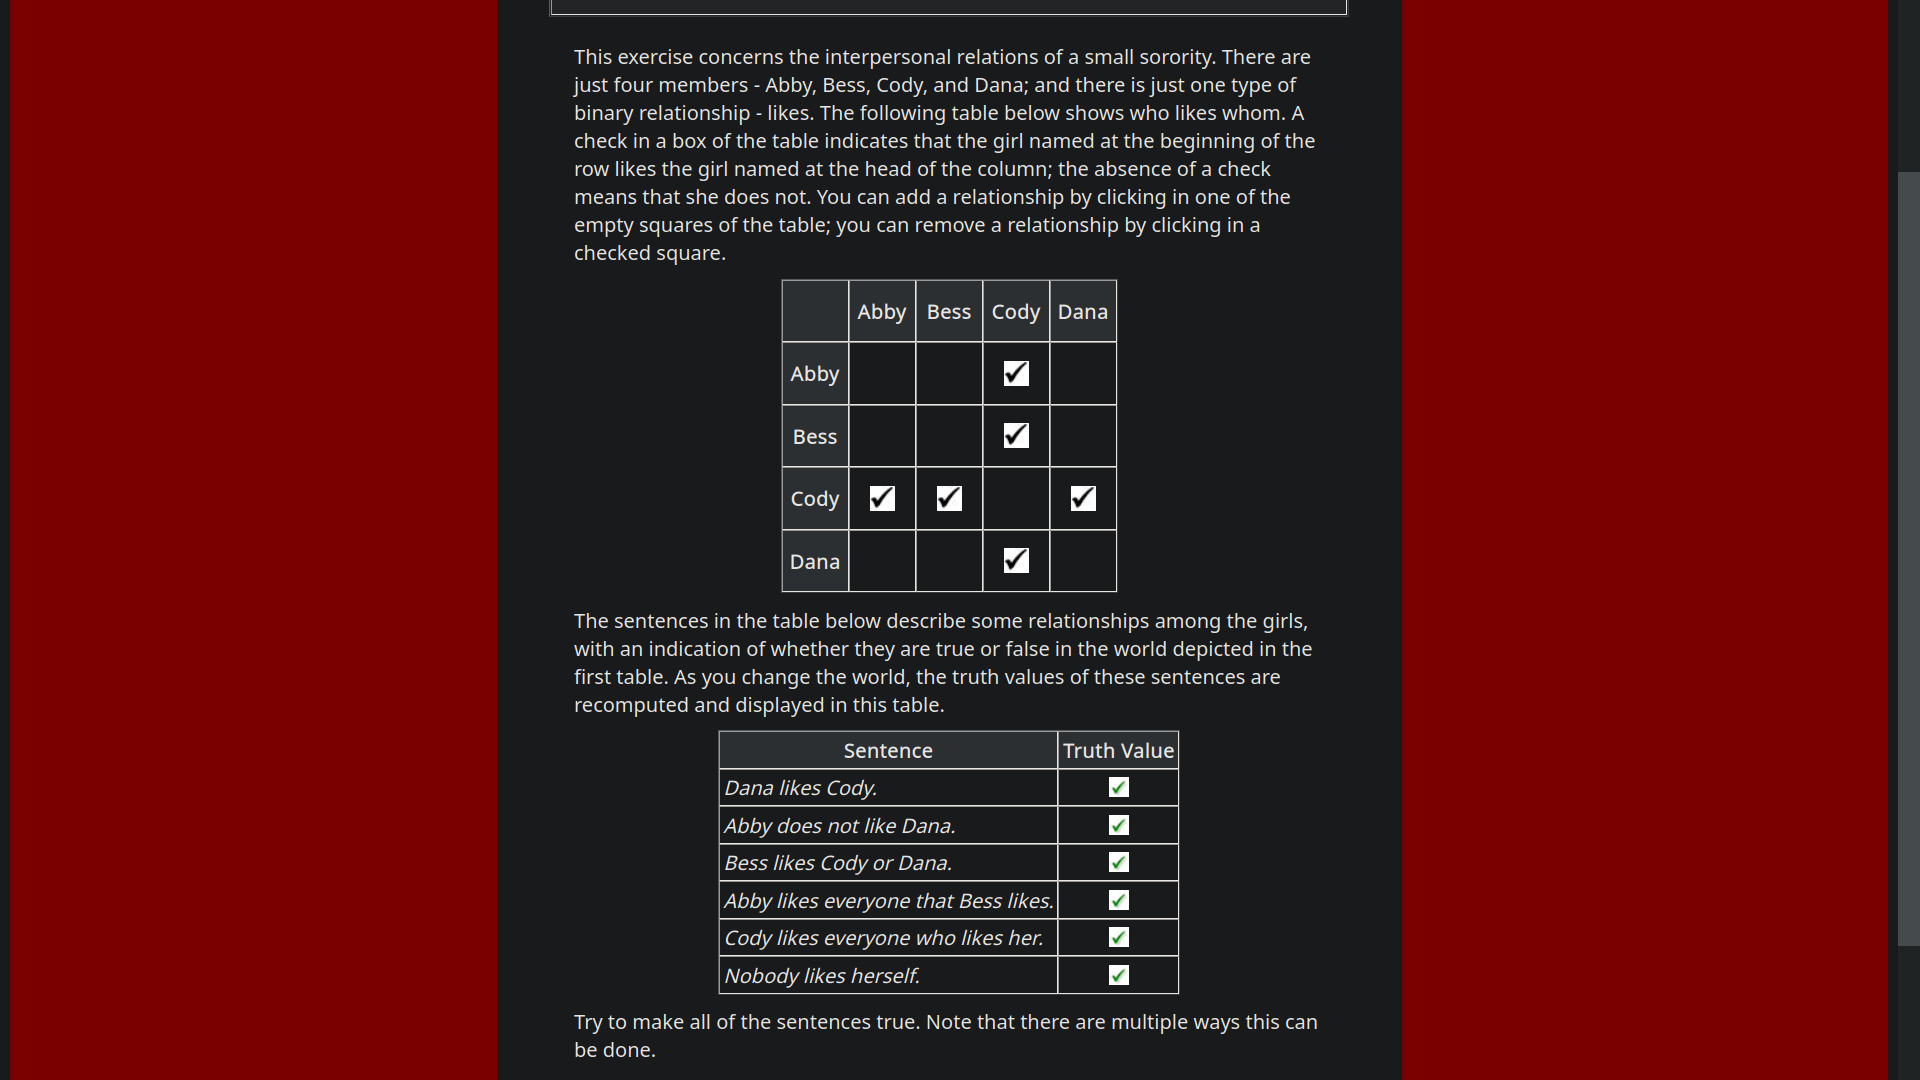 This exercise concerns the interpersonal relations of a small sorority. There are
just four members - Abby, Bess, Cody, and Dana; and there is just one type of
binary relationship - likes. The following table below shows who likes whom. A
check in a box of the table indicates that the girl named at the beginning of the
row likes the girl named at the head of the column; the absence of a check
means that she does not. You can add a relationship by clicking in one of the
empty squares of the table; you can remove a relationship by clicking in a
checked square.
Abby Bess Cody Dana
Abby ✔
Bess ✔
Cody ✔ ✔ ✔
Dana ✔
The sentences in the table below describe some relationships among the girls,
with an indication of whether they are true or false in the world depicted in the
first table. As you change the world, the truth values of these sentences are
recomputed and displayed in this table.
Sentence Truth Value
Dana likes Cody. ✔
Abby does not like Dana. ✔
Bess likes Cody or Dana. ✔
Abby likes everyone that Bess likes. ✔
Cody likes everyone who likes her. ✔
Nobody likes herself. ✔
Try to make all of the sentences true. Note that there are multiple ways this can
be done.